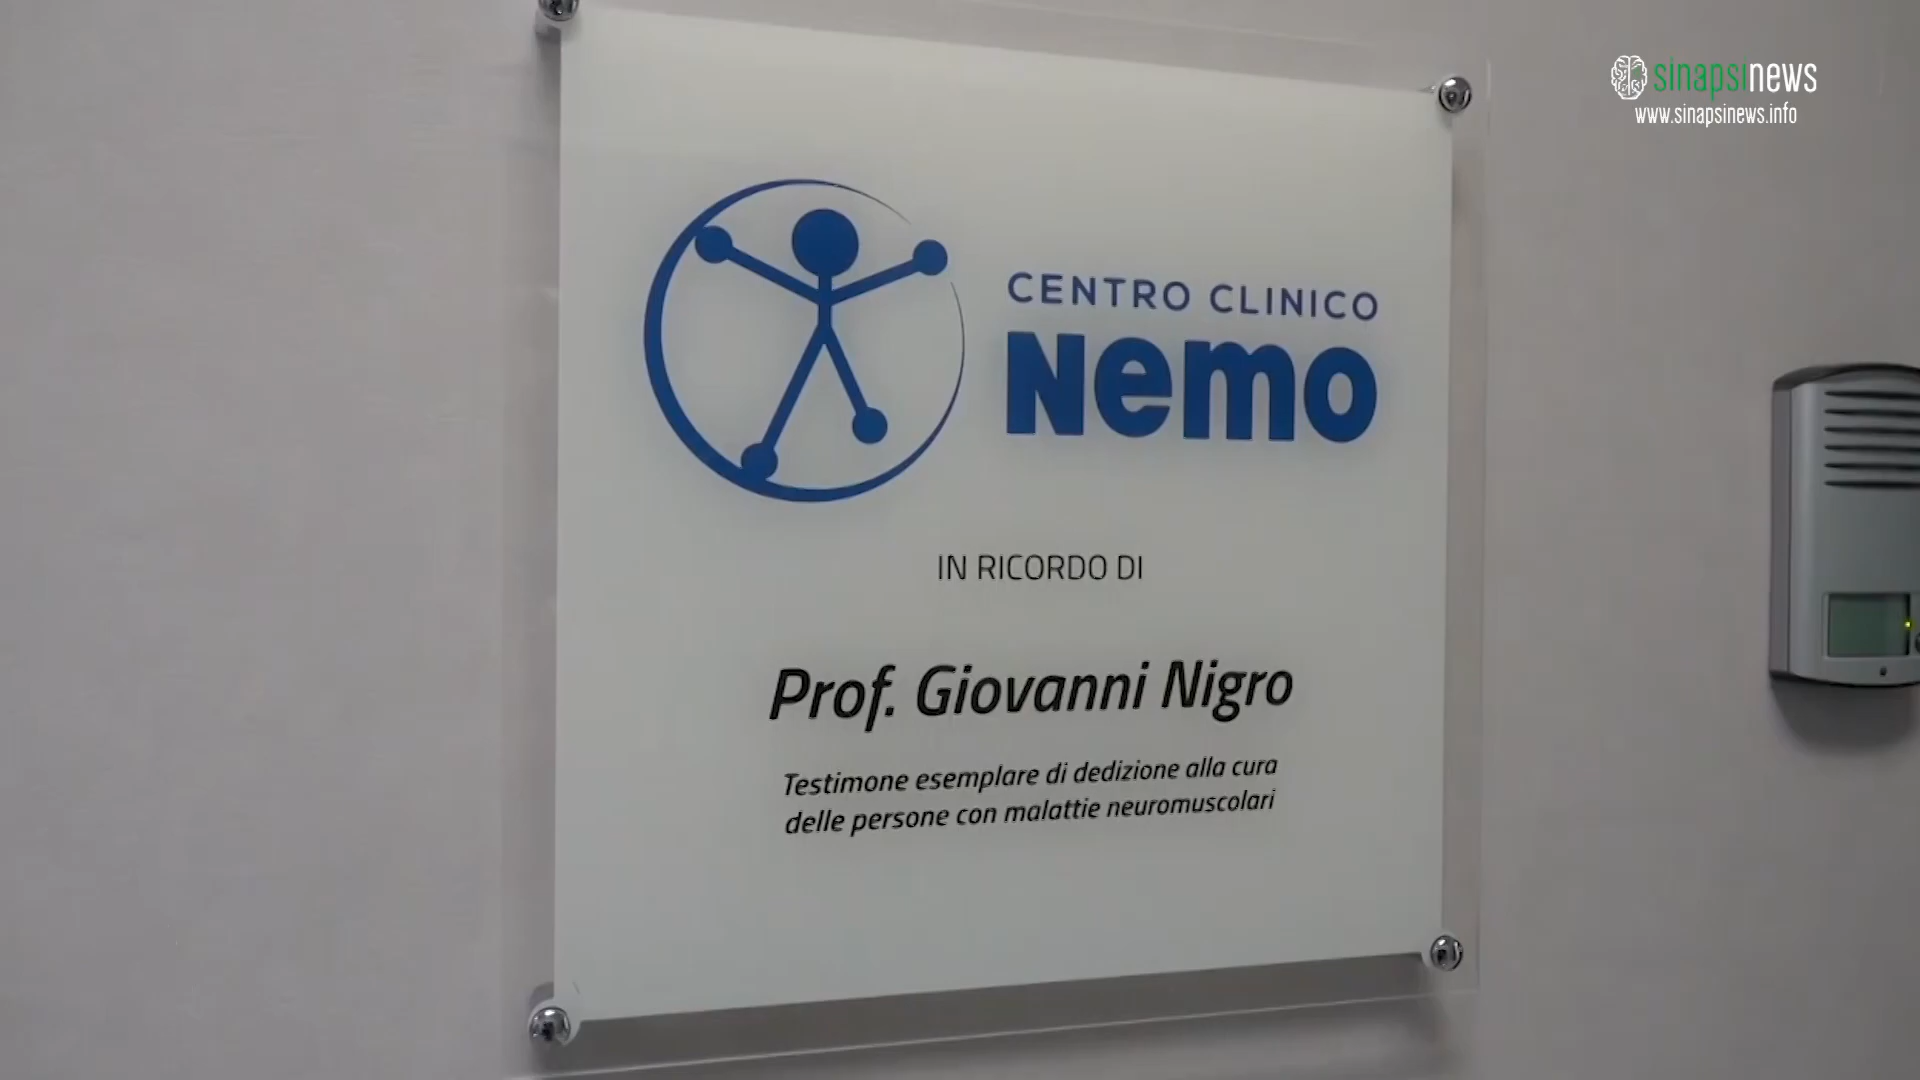 sinapsinews
www.sinapsinews.info
CENTRO CLINICO
Nemo
IN RICORDO DI
Prof. Giovanni Nigro
Testimone esemplare di dedizione alla cura
delle persone con malattie neuromuscolari